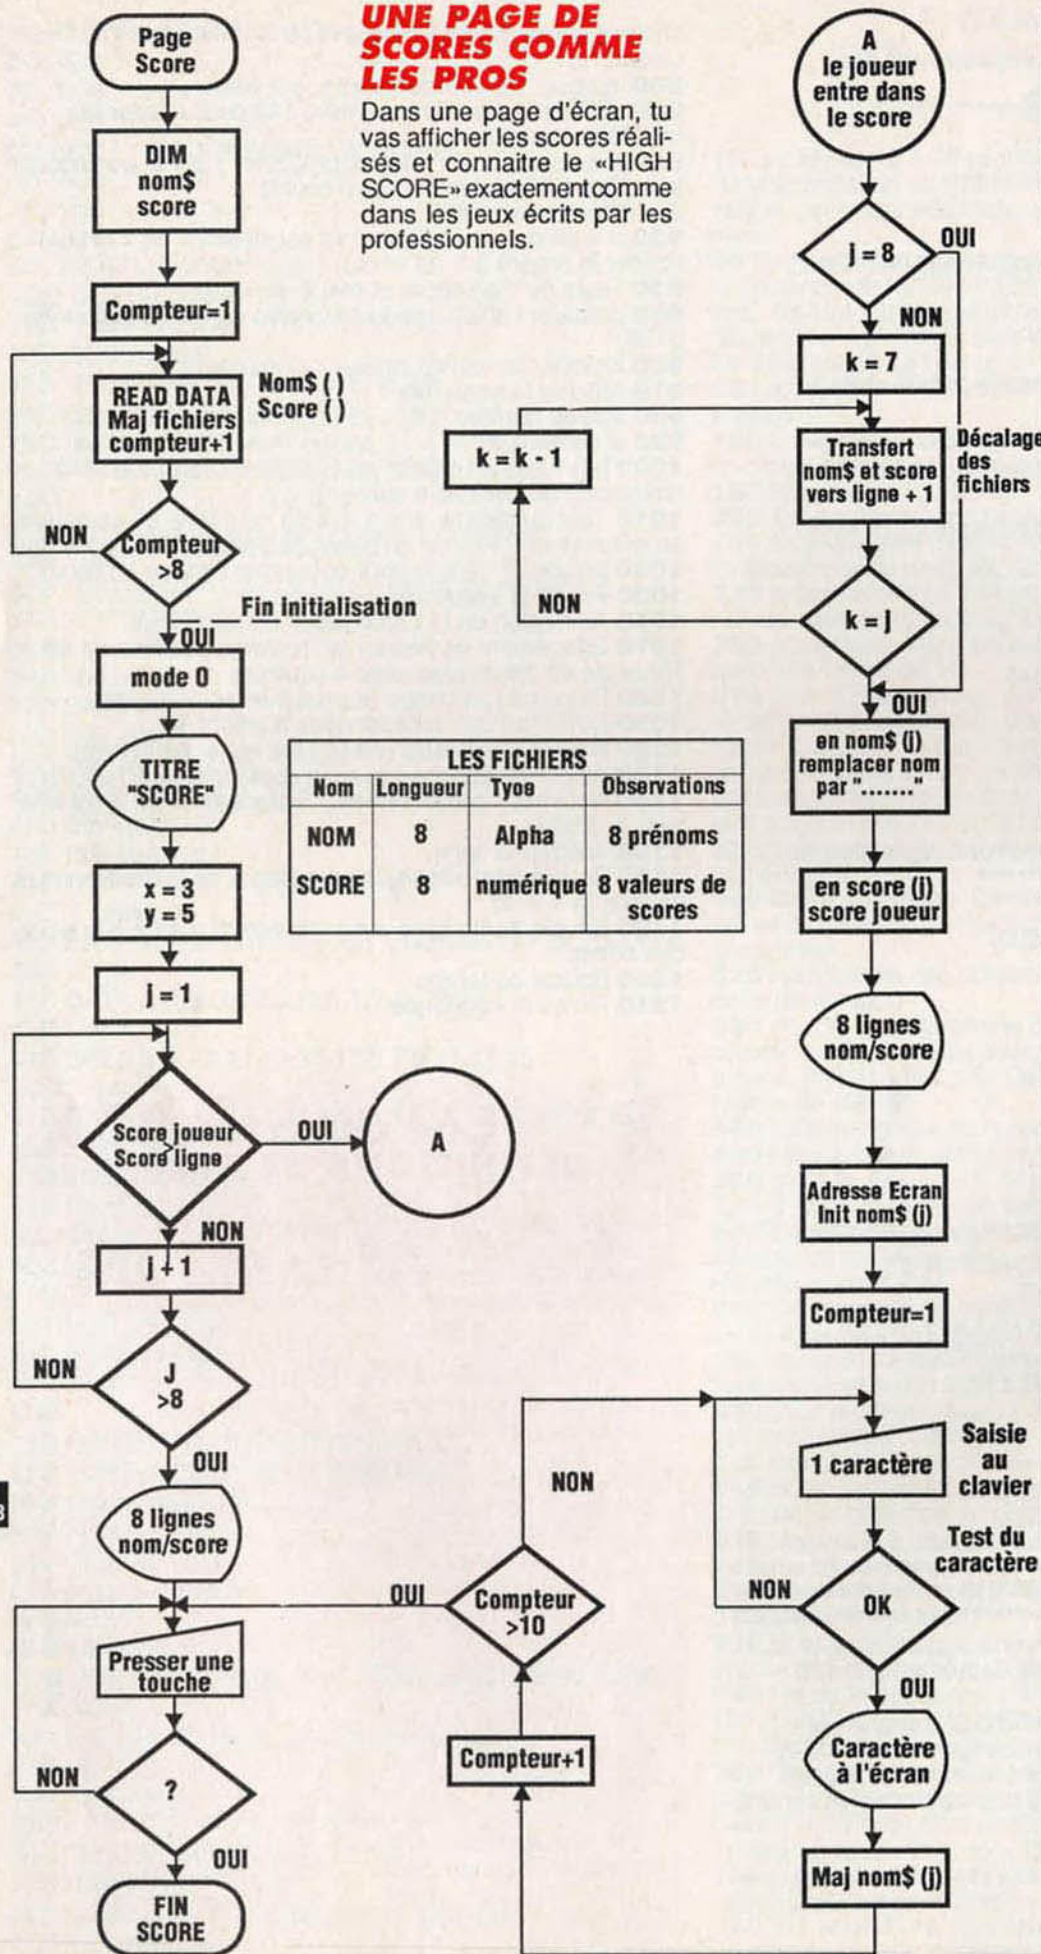 UNE PAGE DE
SCORES COMME
LES PROS
Dans une page d'écran, tu
vas afficher les scores réali-
sés et connaitre le «HIGH
SCORE» exactement comme
dans les jeux écrits par les
professionnels.
Page
Score
DIM
nom$
score
Compteur=1
READ DATA
Maj fichiers
compteur+1
Nom$ ( )
Score ( )
NON
Compteur
>8
Fin initialisation
OUI
mode 0
TITRE
"SCORE"
x = 3
y = 5
j = 1
Score joueur
>
Score ligne
OUI
A
NON
j + 1
NON
J
>8
OUI
8 lignes
nom/score
Presser une
touche
NON
?
OUI
FIN
SCORE
LES FICHIERS
Nom Longueur Tyoe Observations
NOM 8 Alpha 8 prénoms
SCORE 8 numérique 8 valeurs de
scores
A
le joueur
entre dans
le score
j = 8
OUI
NON
k = 7
k = k - 1
Transfert
nom$ et score
vers ligne + 1
Décalage
des
fichiers
NON
k = j
OUI
en nom$ (j)
remplacer nom
par "......."
en score (j)
score joueur
8 lignes
nom/score
Adresse Ecran
Init nom$ (j)
Compteur=1
1 caractère
Saisie
au
clavier
Test du
caractère
NON
OK
OUI
Caractère
à l'écran
Maj nom$ (j)
Compteur+1
Compteur
>10
NON
OUI